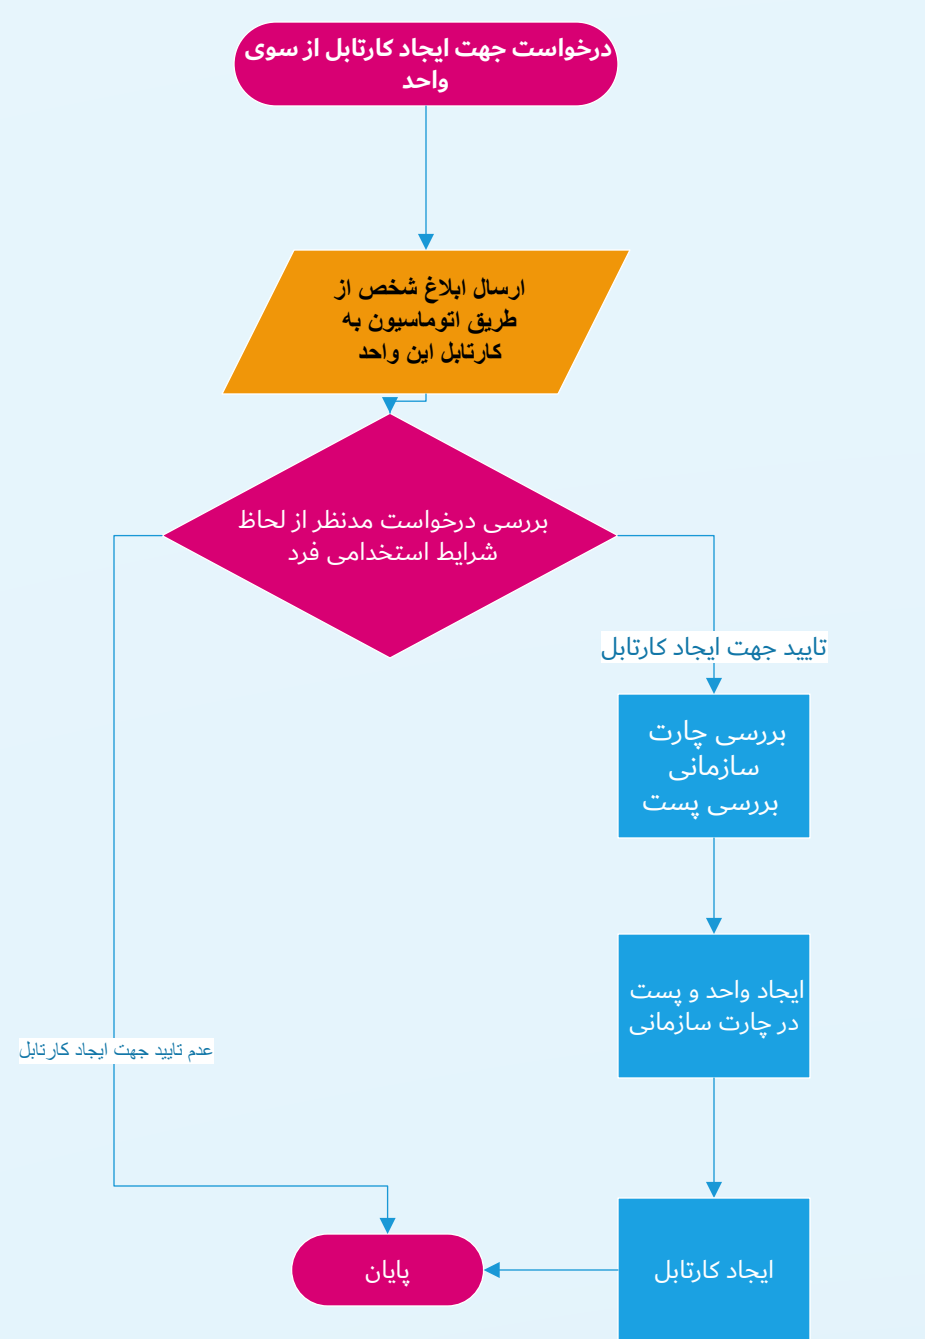 درخواست جهت ایجاد کارتابل از سوی
واحد
ارسال ابلاغ شخص از
طریق اتوماسیون به
کارتابل این واحد
بررسی درخواست مدنظر از لحاظ
شرایط استخدامی فرد
تایید جهت ایجاد کارتابل
بررسی چارت
سازمانی
بررسی پست
ایجاد واحد و پست
در چارت سازمانی
عدم تایید جهت ایجاد کارتابل
ایجاد کارتابل
پایان